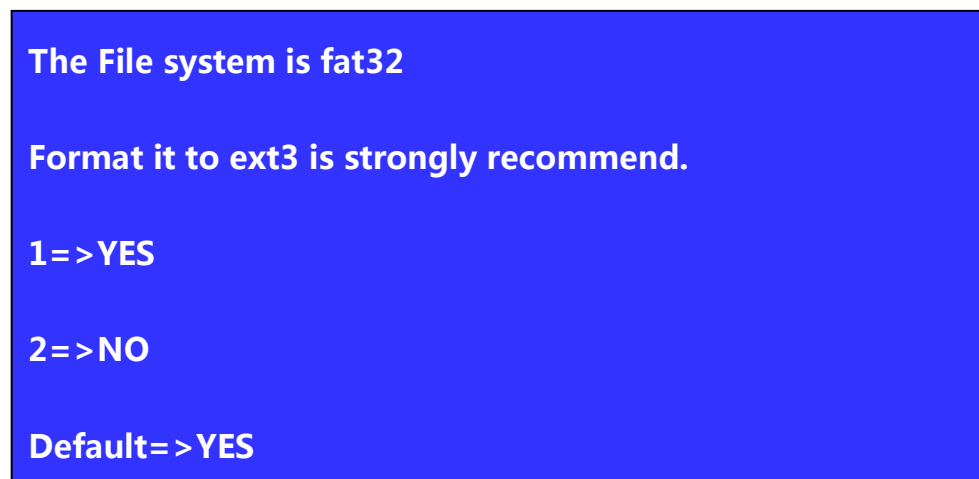 The File system is fat32
Format it to ext3 is strongly recommend.
1=>YES
2=>NO
Default=>YES